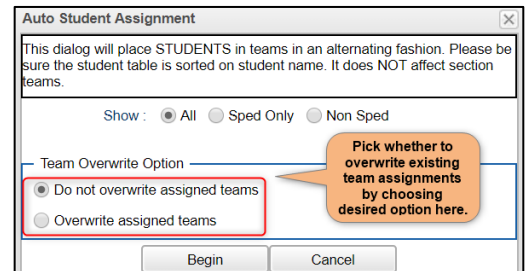 Auto Student Assignment
This dialog will place STUDENTS in teams in an alternating fashion. Please be
sure the student table is sorted on student name. It does NOT affect section
teams.
Show : All Sped Only Non Sped
Team Overwrite Option
Do not overwrite assigned teams
Overwrite assigned teams
Pick whether to
overwrite existing
team assignments
by choosing
desired option here.
Begin Cancel